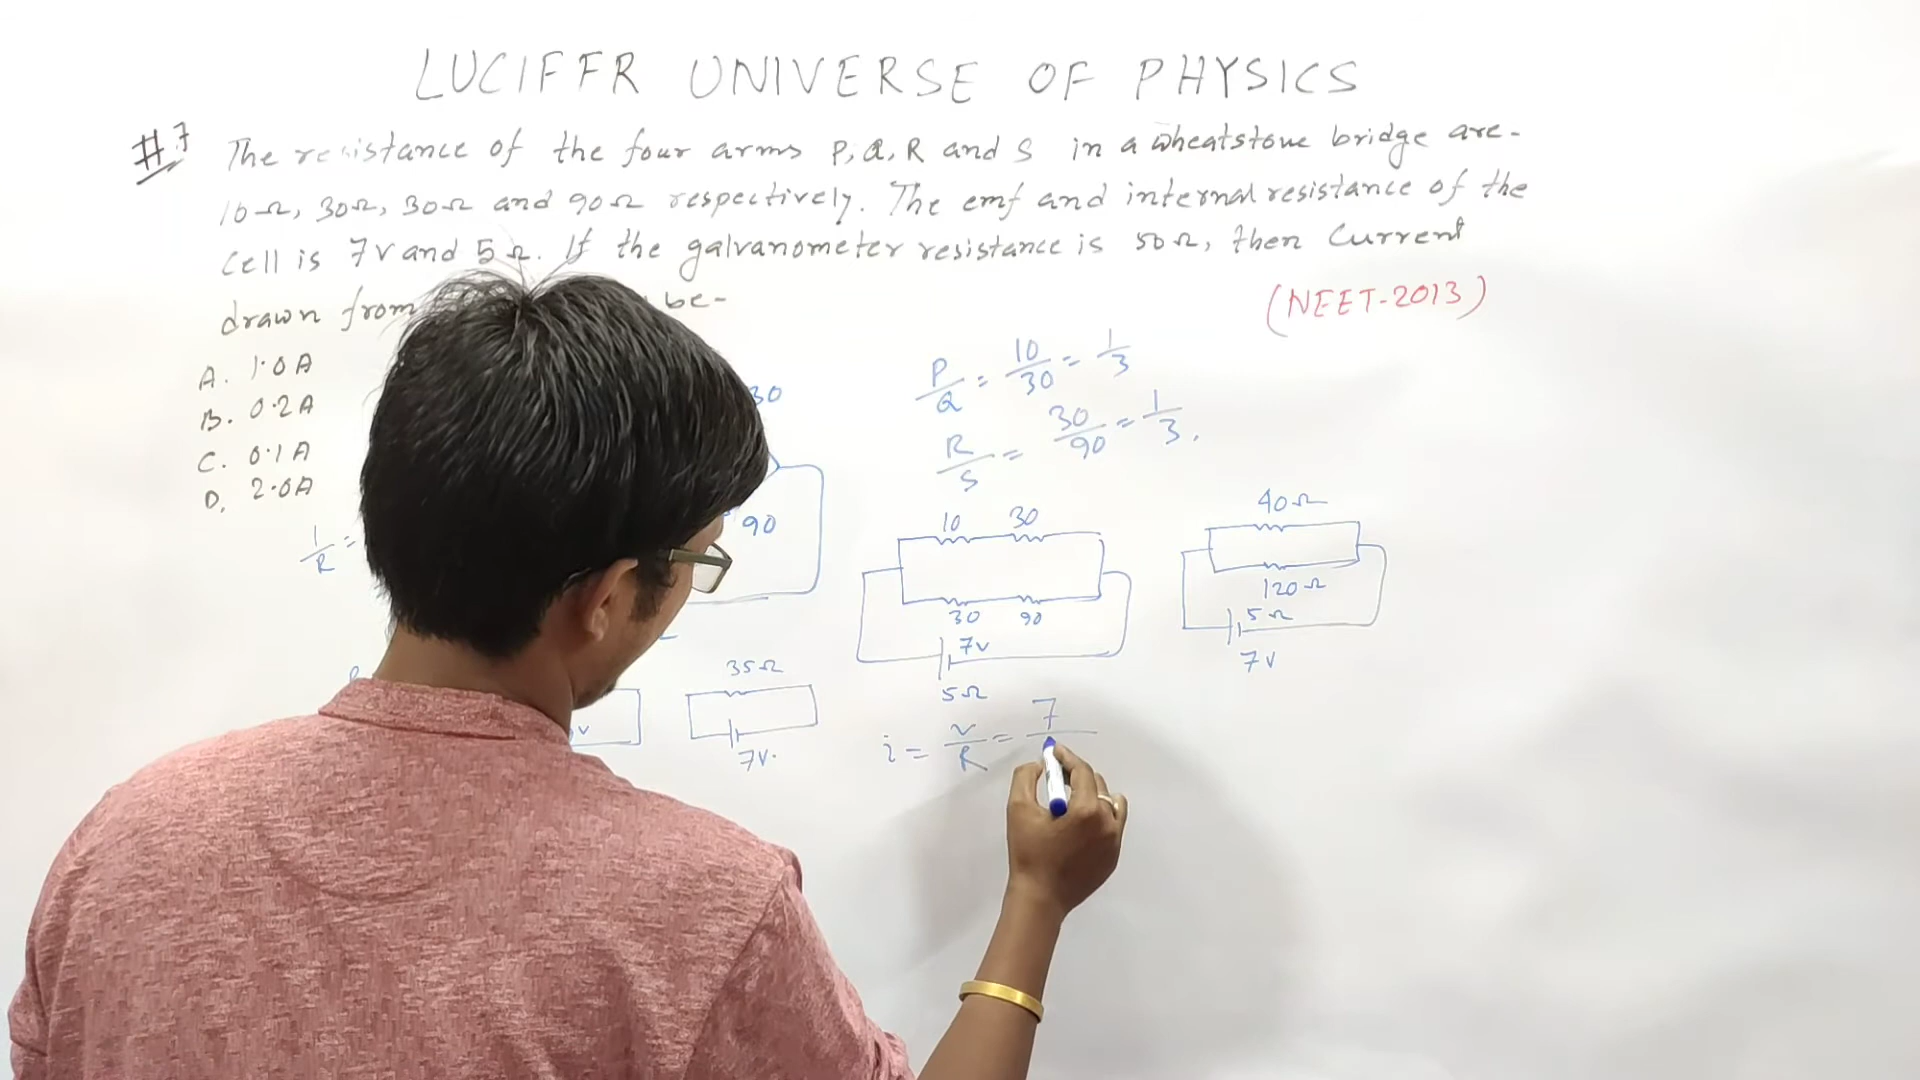 LUCIFFR UNIVERSE OF PHYSICS
#7 The resistance of the four arms P, Q, R and S in a wheatstone bridge are-
10Ω, 30Ω, 30Ω and 90Ω respectively. The emf and internal resistance of the
cell is 7v and 5Ω. If the galvanometer resistance is 50Ω, then current
drawn from be-
(NEET-2013)
A. 1.0A
B. 0.2A
C. 0.1A
D. 2.0A
30
90
1/R =
P/Q = 10/30 = 1/3
R/S = 30/90 = 1/3.
10 30
30 90
7v
5Ω
40Ω
120Ω
5Ω
7v
v
35Ω
7v.
i = v/R = 7